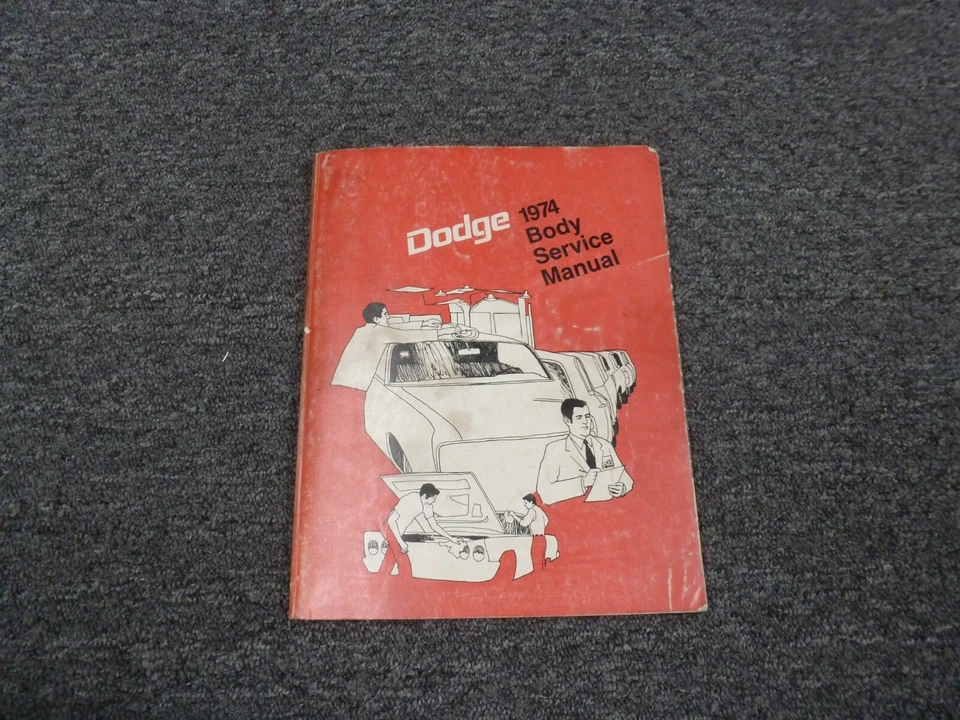 Dodge 1974
Body
Service
Manual